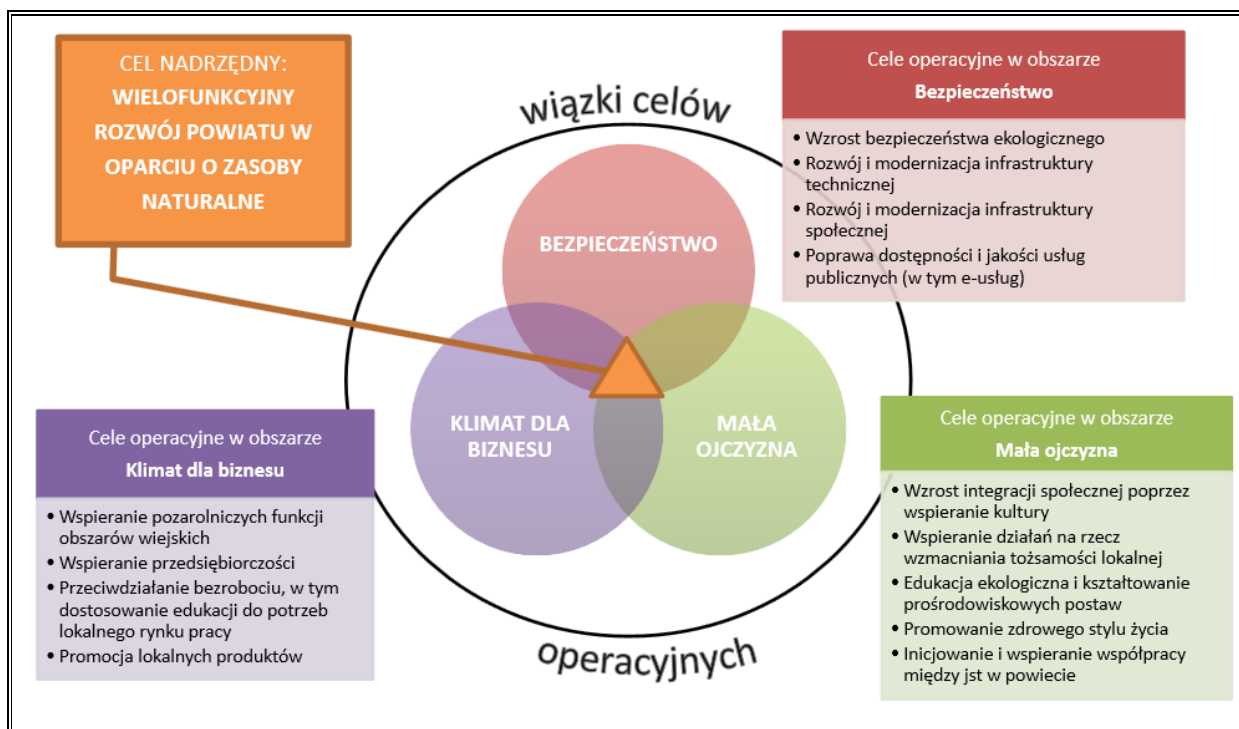 CEL NADRZĘDNY:
WIELOFUNKCYJNY
ROZWÓJ POWIATU W
OPARCIU O ZASOBY
NATURALNE
wiązki celów
Cele operacyjne w obszarze
Bezpieczeństwo
• Wzrost bezpieczeństwa ekologicznego
• Rozwój i modernizacja infrastruktury
technicznej
• Rozwój i modernizacja infrastruktury
społecznej
• Poprawa dostępności i jakości usług
publicznych (w tym e-usług)
BEZPIECZEŃSTWO
KLIMAT DLA
BIZNESU
MAŁA
OJCZYZNA
Cele operacyjne w obszarze
Klimat dla biznesu
• Wspieranie pozarolniczych funkcji
obszarów wiejskich
• Wspieranie przedsiębiorczości
• Przeciwdziałanie bezrobociu, w tym
dostosowanie edukacji do potrzeb
lokalnego rynku pracy
• Promocja lokalnych produktów
Cele operacyjne w obszarze
Mała ojczyzna
• Wzrost integracji społecznej poprzez
wspieranie kultury
• Wspieranie działań na rzecz
wzmacniania tożsamości lokalnej
• Edukacja ekologiczna i kształtowanie
prośrodowiskowych postaw
• Promowanie zdrowego stylu życia
• Inicjowanie i wspieranie współpracy
między jst w powiecie
operacyjnych